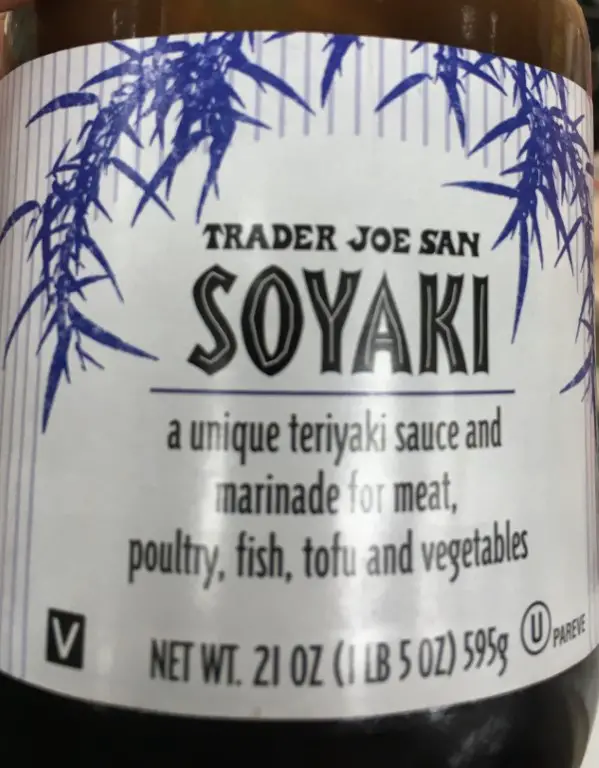 TRADER JOE SAN
SOYAKI
a unique teriyaki sauce and
marinade for meat,
poultry, fish, tofu and vegetables
V
NET WT. 21 OZ (1 LB 5 OZ) 595g
U PAREVE